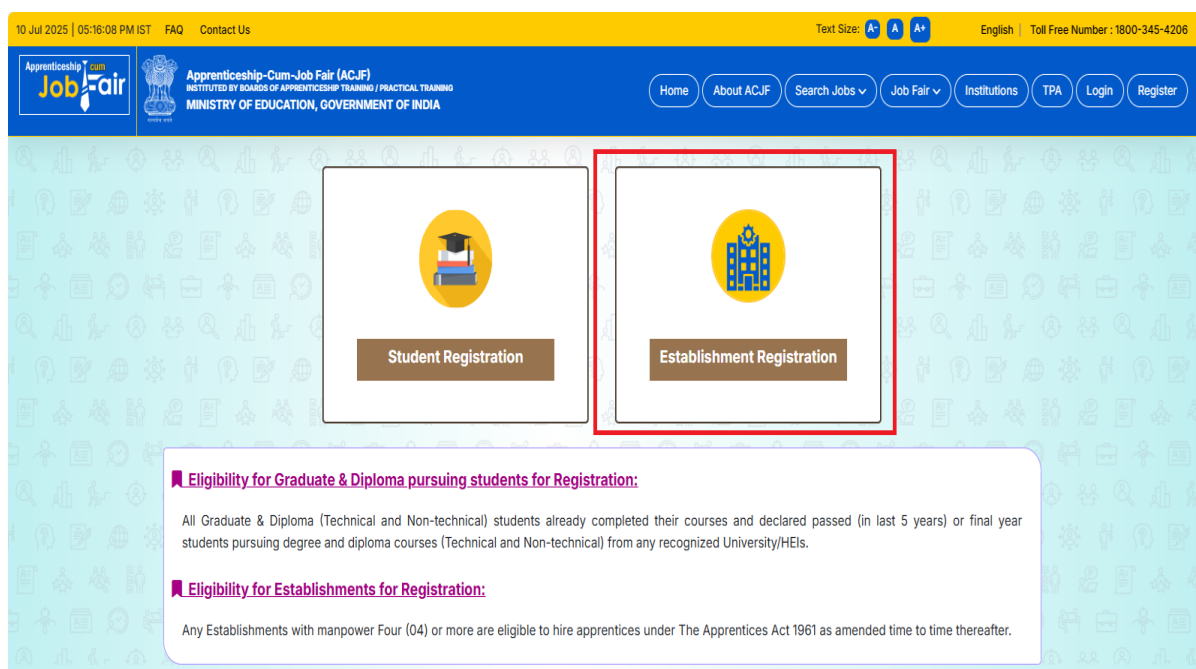 10 Jul 2025 | 05:16:08 PM IST FAQ Contact Us Text Size: A- A A+ English | Toll Free Number : 1800-345-4206
Apprenticeship cum
Job Fair
Apprenticeship-Cum-Job Fair (ACJF)
INSTITUTED BY BOARDS OF APPRENTICESHIP TRAINING / PRACTICAL TRAINING
MINISTRY OF EDUCATION, GOVERNMENT OF INDIA
सत्यमेव जयते
Home About ACJF Search Jobs Job Fair Institutions TPA Login Register
Student Registration
Establishment Registration
Eligibility for Graduate & Diploma pursuing students for Registration:
All Graduate & Diploma (Technical and Non-technical) students already completed their courses and declared passed (in last 5 years) or final year
students pursuing degree and diploma courses (Technical and Non-technical) from any recognized University/HEIs.
Eligibility for Establishments for Registration:
Any Establishments with manpower Four (04) or more are eligible to hire apprentices under The Apprentices Act 1961 as amended time to time thereafter.